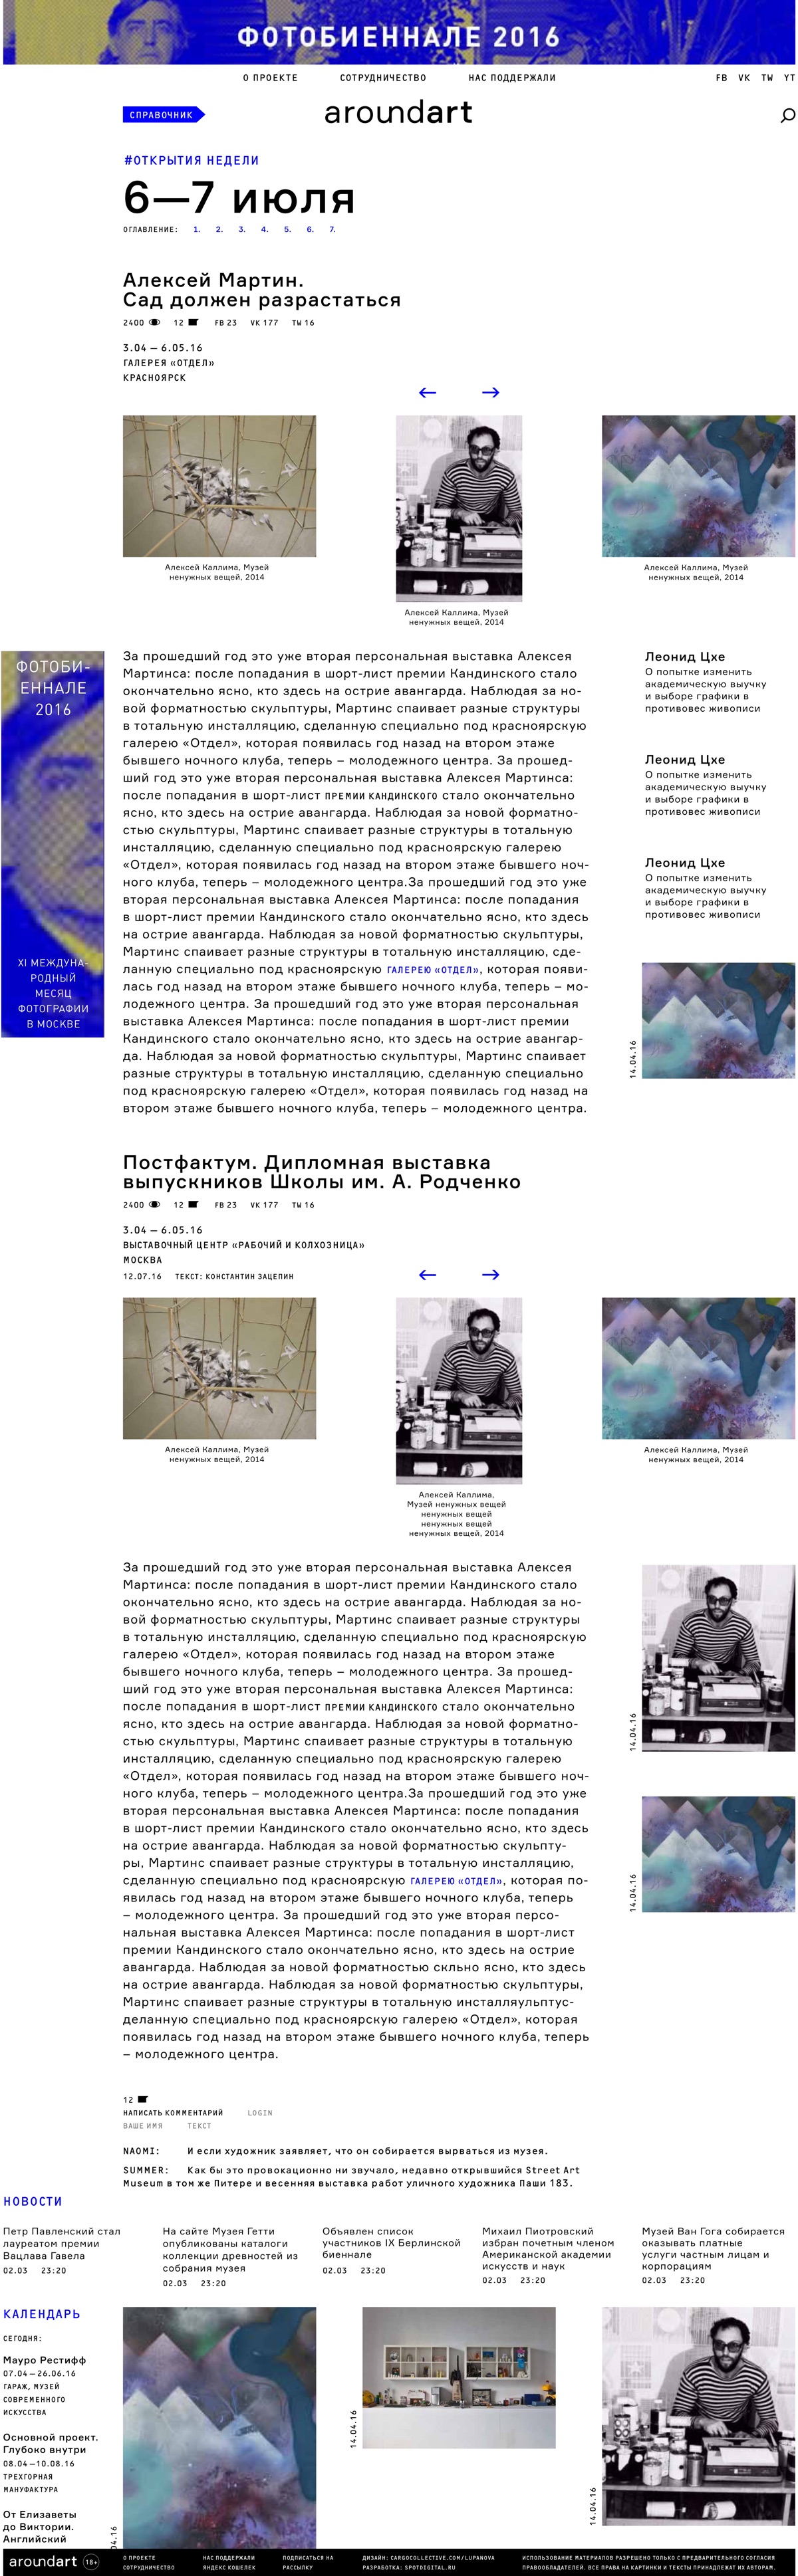 ФОТОБИЕННАЛЕ 2016
О ПРОЕКТЕ СОТРУДНИЧЕСТВО НАС ПОДДЕРЖАЛИ FB VK TW YT
СПРАВОЧНИК
aroundart
#ОТКРЫТИЯ НЕДЕЛИ
6—7 июля
ОГЛАВЛЕНИЕ: 1. 2. 3. 4. 5. 6. 7.
Алексей Мартин.
Сад должен разрастаться
2400 12 FB 23 VK 177 TW 16
3.04 — 6.05.16
ГАЛЕРЕЯ «ОТДЕЛ»
КРАСНОЯРСК
← →
Алексей Каллима, Музей
ненужных вещей, 2014
Алексей Каллима, Музей
ненужных вещей, 2014
Алексей Каллима, Музей
ненужных вещей, 2014
ФОТОБИ-
ЕННАЛЕ
2016
XI МЕЖДУНА-
РОДНЫЙ
МЕСЯЦ
ФОТОГРАФИИ
В МОСКВЕ
За прошедший год это уже вторая персональная выставка Алексея
Мартинса: после попадания в шорт-лист премии Кандинского стало
окончательно ясно, кто здесь на острие авангарда. Наблюдая за но-
вой форматностью скульптуры, Мартинс спаивает разные структуры
в тотальную инсталляцию, сделанную специально под красноярскую
галерею «Отдел», которая появилась год назад на втором этаже
бывшего ночного клуба, теперь – молодежного центра. За прошед-
ший год это уже вторая персональная выставка Алексея Мартинса:
после попадания в шорт-лист ПРЕМИИ КАНДИНСКОГО стало окончательно
ясно, кто здесь на острие авангарда. Наблюдая за новой форматно-
стью скульптуры, Мартинс спаивает разные структуры в тотальную
инсталляцию, сделанную специально под красноярскую галерею
«Отдел», которая появилась год назад на втором этаже бывшего ноч-
ного клуба, теперь – молодежного центра.За прошедший год это уже
вторая персональная выставка Алексея Мартинса: после попадания
в шорт-лист премии Кандинского стало окончательно ясно, кто здесь
на острие авангарда. Наблюдая за новой форматностью скульптуры,
Мартинс спаивает разные структуры в тотальную инсталляцию, сде-
ланную специально под красноярскую ГАЛЕРЕЮ «ОТДЕЛ», которая появи-
лась год назад на втором этаже бывшего ночного клуба, теперь – мо-
лодежного центра. За прошедший год это уже вторая персональная
выставка Алексея Мартинса: после попадания в шорт-лист премии
Кандинского стало окончательно ясно, кто здесь на острие авангар-
да. Наблюдая за новой форматностью скульптуры, Мартинс спаивает
разные структуры в тотальную инсталляцию, сделанную специально
под красноярскую галерею «Отдел», которая появилась год назад на
втором этаже бывшего ночного клуба, теперь – молодежного центра.
Леонид Цхе
О попытке изменить
академическую выучку
и выборе графики в
противовес живописи
Леонид Цхе
О попытке изменить
академическую выучку
и выборе графики в
противовес живописи
Леонид Цхе
О попытке изменить
академическую выучку
и выборе графики в
противовес живописи
14.04.16
Постфактум. Дипломная выставка
выпускников Школы им. А. Родченко
2400 12 FB 23 VK 177 TW 16
3.04 — 6.05.16
ВЫСТАВОЧНЫЙ ЦЕНТР «РАБОЧИЙ И КОЛХОЗНИЦА»
МОСКВА
12.07.16 ТЕКСТ: КОНСТАНТИН ЗАЦЕПИН
← →
Алексей Каллима, Музей
ненужных вещей, 2014
Алексей Каллима,
Музей ненужных вещей
ненужных вещей
ненужных вещей
ненужных вещей, 2014
Алексей Каллима, Музей
ненужных вещей, 2014
За прошедший год это уже вторая персональная выставка Алексея
Мартинса: после попадания в шорт-лист премии Кандинского стало
окончательно ясно, кто здесь на острие авангарда. Наблюдая за но-
вой форматностью скульптуры, Мартинс спаивает разные структуры
в тотальную инсталляцию, сделанную специально под красноярскую
галерею «Отдел», которая появилась год назад на втором этаже
бывшего ночного клуба, теперь – молодежного центра. За прошед-
ший год это уже вторая персональная выставка Алексея Мартинса:
после попадания в шорт-лист ПРЕМИИ КАНДИНСКОГО стало окончательно
ясно, кто здесь на острие авангарда. Наблюдая за новой форматно-
стью скульптуры, Мартинс спаивает разные структуры в тотальную
инсталляцию, сделанную специально под красноярскую галерею
«Отдел», которая появилась год назад на втором этаже бывшего ноч-
ного клуба, теперь – молодежного центра.За прошедший год это уже
вторая персональная выставка Алексея Мартинса: после попадания
в шорт-лист премии Кандинского стало окончательно ясно, кто здесь
на острие авангарда. Наблюдая за новой форматностью скульпту-
ры, Мартинс спаивает разные структуры в тотальную инсталляцию,
сделанную специально под красноярскую ГАЛЕРЕЮ «ОТДЕЛ», которая по-
явилась год назад на втором этаже бывшего ночного клуба, теперь
– молодежного центра. За прошедший год это уже вторая персо-
нальная выставка Алексея Мартинса: после попадания в шорт-лист
премии Кандинского стало окончательно ясно, кто здесь на острие
авангарда. Наблюдая за новой форматностью скльно ясно, кто здесь
на острие авангарда. Наблюдая за новой форматностью скульптуры,
Мартинс спаивает разные структуры в тотальную инсталляульптус-
деланную специально под красноярскую галерею «Отдел», которая
появилась год назад на втором этаже бывшего ночного клуба, теперь
– молодежного центра.
14.04.16
14.04.16
12
НАПИСАТЬ КОММЕНТАРИЙ LOGIN
ВАШЕ ИМЯ ТЕКСТ
NAOMI: И если художник заявляет, что он собирается вырваться из музея.
SUMMER: Как бы это провокационно ни звучало, недавно открывшийся Street Art
Museum в том же Питере и весенняя выставка работ уличного художника Паши 183.
НОВОСТИ
Петр Павленский стал
лауреатом премии
Вацлава Гавела
02.03 23:20
На сайте Музея Гетти
опубликованы каталоги
коллекции древностей из
собрания музея
02.03 23:20
Объявлен список
участников IX Берлинской
биеннале
02.03 23:20
Михаил Пиотровский
избран почетным членом
Американской академии
искусств и наук
02.03 23:20
Музей Ван Гога собирается
оказывать платные
услуги частным лицам и
корпорациям
02.03 23:20
КАЛЕНДАРЬ
СЕГОДНЯ:
Мауро Рестифф
07.04 — 26.06.16
ГАРАЖ, МУЗЕЙ
СОВРЕМЕННОГО
ИСКУССТВА
Основной проект.
Глубоко внутри
08.04 —10.08.16
ТРЕХГОРНАЯ
МАНУФАКТУРА
От Елизаветы
до Виктории.
Английский
04.16
14.04.16
14.04.16
aroundart 18+
О ПРОЕКТЕ
СОТРУДНИЧЕСТВО
НАС ПОДДЕРЖАЛИ
ЯНДЕКС КОШЕЛЕК
ПОДПИСАТЬСЯ НА
РАССЫЛКУ
ДИЗАЙН: CARGOCOLLECTIVE.COM/LUPANOVA
РАЗРАБОТКА: SPOTDIGITAL.RU
ИСПОЛЬЗОВАНИЕ МАТЕРИАЛОВ РАЗРЕШЕНО ТОЛЬКО С ПРЕДВАРИТЕЛЬНОГО СОГЛАСИЯ
ПРАВООБЛАДАТЕЛЕЙ. ВСЕ ПРАВА НА КАРТИНКИ И ТЕКСТЫ ПРИНАДЛЕЖАТ ИХ АВТОРАМ.